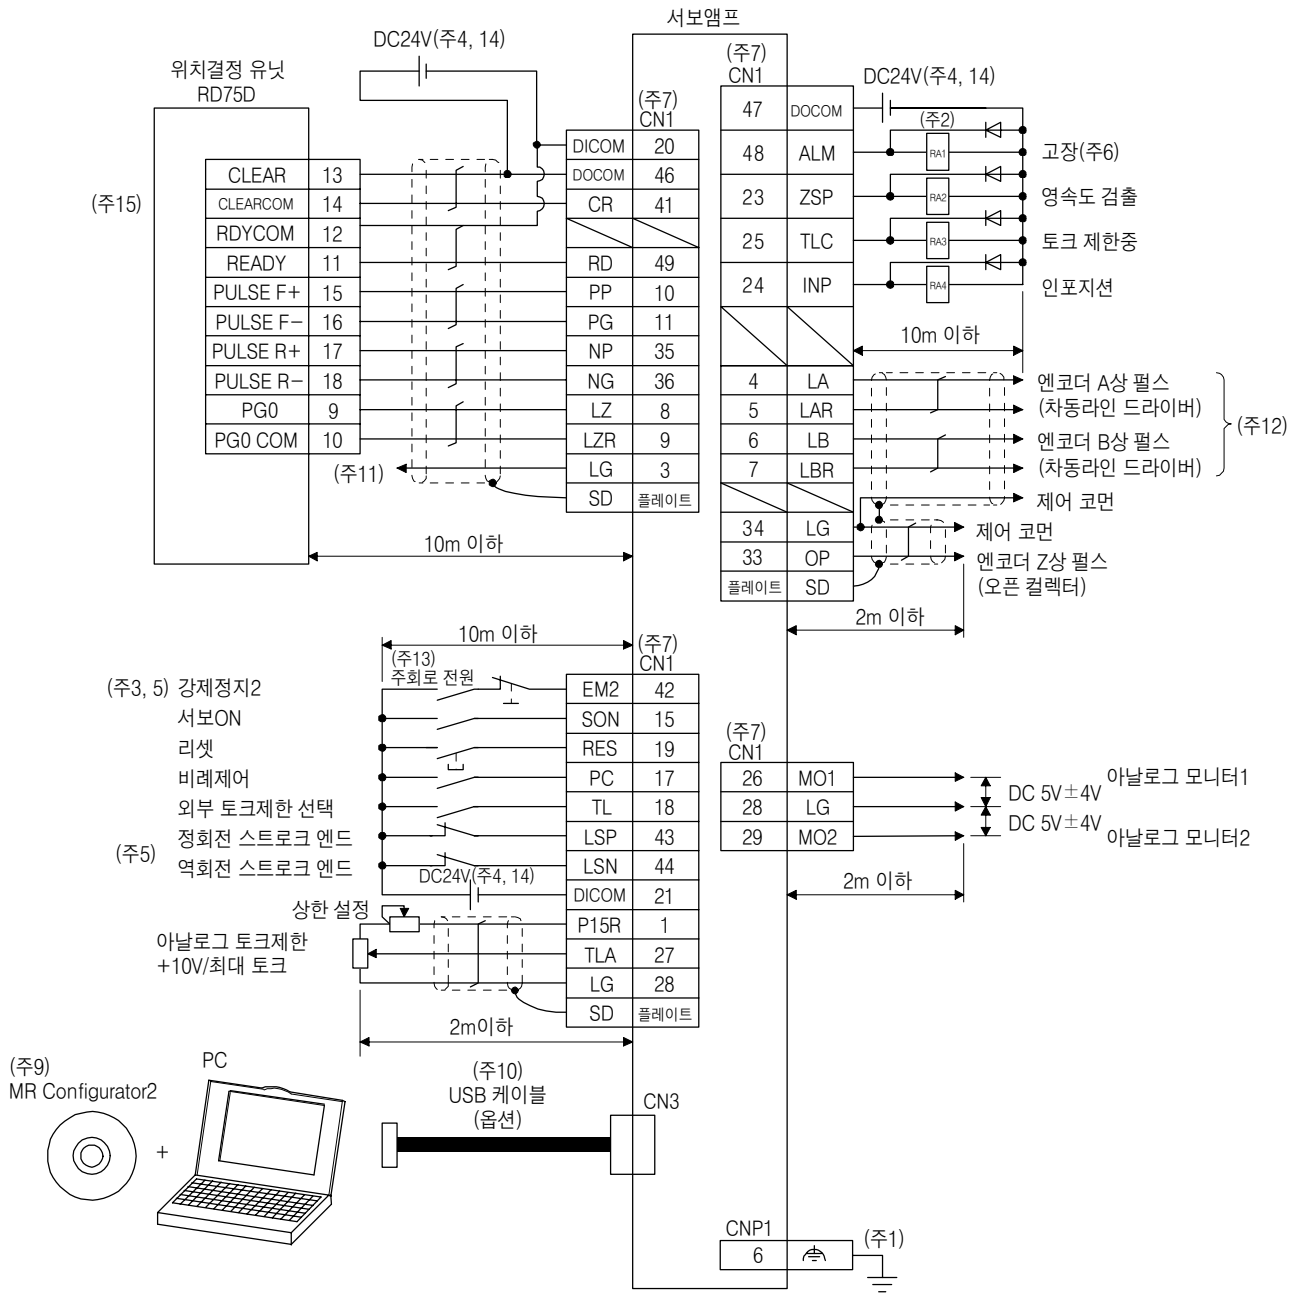 서보앰프
DC24V(주4, 14)
위치결정 유닛
RD75D
(주7)
CN1
DICOM 20
CLEAR 13 DOCOM 46
(주15)
CLEARCOM 14 CR 41
RDYCOM 12
READY 11 RD 49
PULSE F+ 15 PP 10
PULSE F− 16 PG 11
PULSE R+ 17 NP 35
PULSE R− 18 NG 36
PG0 9 LZ 8
PG0 COM 10 LZR 9
(주11) LG 3
SD 플레이트
10m 이하
(주7)
CN1
DC24V(주4, 14)
47 DOCOM
(주2)
48 ALM RA1 고장(주6)
23 ZSP RA2 영속도 검출
25 TLC RA3 토크 제한중
24 INP RA4 인포지션
10m 이하
4 LA 엔코더 A상 펄스
5 LAR (차동라인 드라이버)
(주12)
6 LB 엔코더 B상 펄스
7 LBR (차동라인 드라이버)
제어 코먼
34 LG 제어 코먼
33 OP 엔코더 Z상 펄스
(오픈 컬렉터)
플레이트 SD
2m 이하
10m 이하
(주7)
CN1
(주13)
주회로 전원
(주3, 5) 강제정지2 EM2 42
서보ON SON 15
리셋 RES 19
비례제어 PC 17
외부 토크제한 선택 TL 18
정회전 스트로크 엔드 LSP 43
(주5)
역회전 스트로크 엔드 LSN 44
DC24V(주4, 14)
DICOM 21
상한 설정
P15R 1
아날로그 토크제한
+10V/최대 토크
TLA 27
LG 28
SD 플레이트
2m이하
(주7)
CN1
26 MO1 아날로그 모니터1
DC 5V±4V
28 LG
DC 5V±4V
29 MO2 아날로그 모니터2
2m 이하
(주9)
MR Configurator2
+
PC
(주10)
USB 케이블
(옵션)
CN3
CNP1
6
(주1)